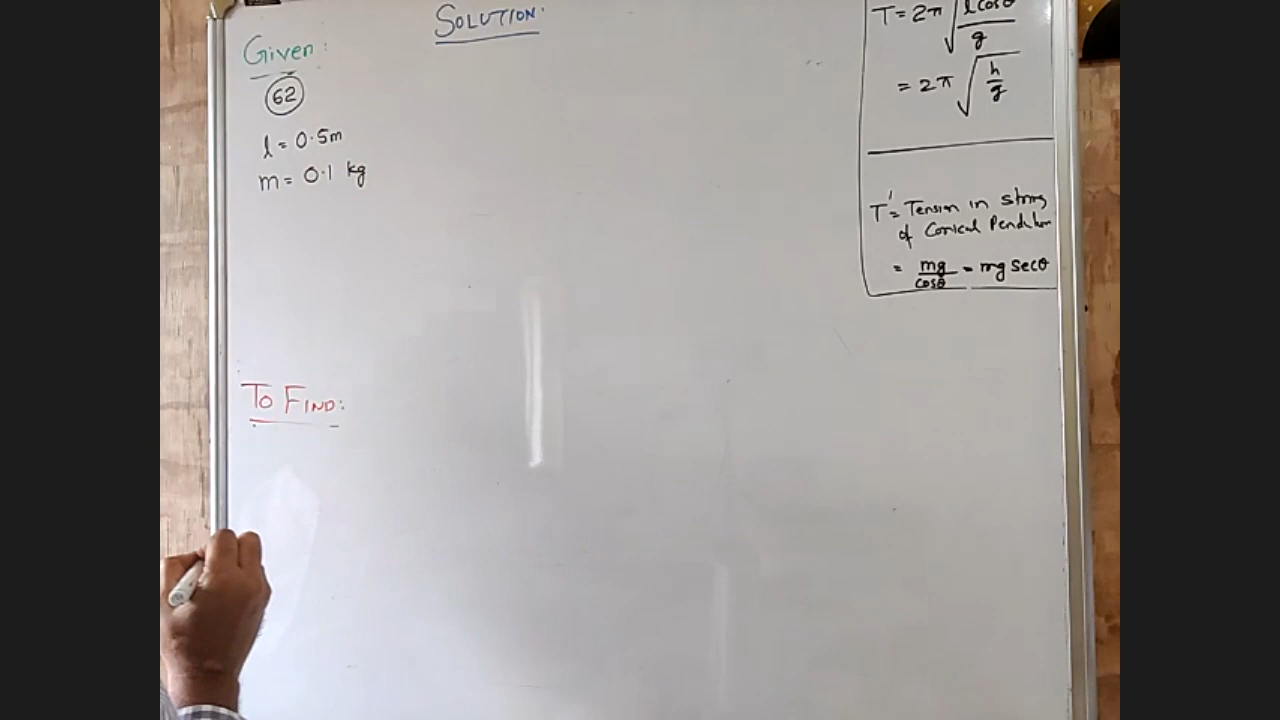 SOLUTION.
Given:
62
l = 0.5m
m = 0.1 kg
To FIND:
T = 2π √(l cosθ / g)
= 2π √(h / g)
T' = Tension in string
of Conical Pendulum
= mg / cosθ = mg secθ